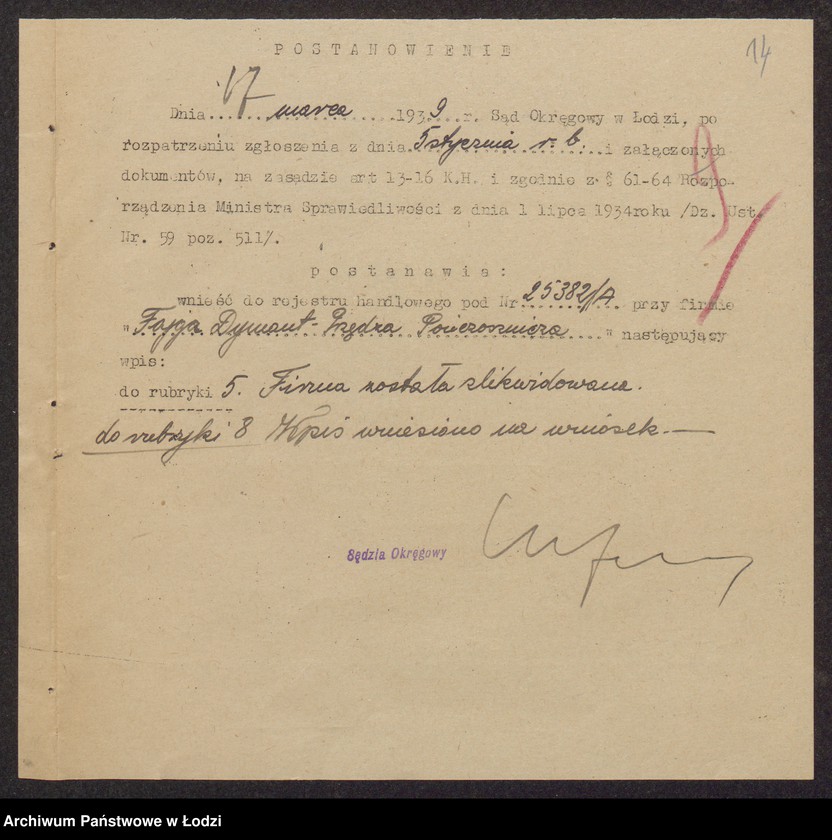 14
POSTANOWIENIE
Dnia...17 marca......1939...r. Sąd Okręgowy w Łodzi, po
rozpatrzeniu zgłoszenia z dnia.5 stycznia r. b....i załączonych
dokumentów, na zasadzie art 13-16 K.H. i zgodnie z §§ 61-64 Rozpo-
rządzenia Ministra Sprawiedliwości z dnia 1 lipca 1934roku /Dz. Ust.
Nr. 59 poz. 511/.
postanawia:
wnieść do rejestru Handlowego pod Nr.25382/A.. przy firmie
"Fajga Dymant - Przędza Pończosznicza....." następujący
wpis:
do rubryki 5. Firma została zlikwidowana.
do rubryki 8 Wpis wniesiono na wniosek.—
Sędzia Okręgowy
Archiwum Państwowe w Łodzi